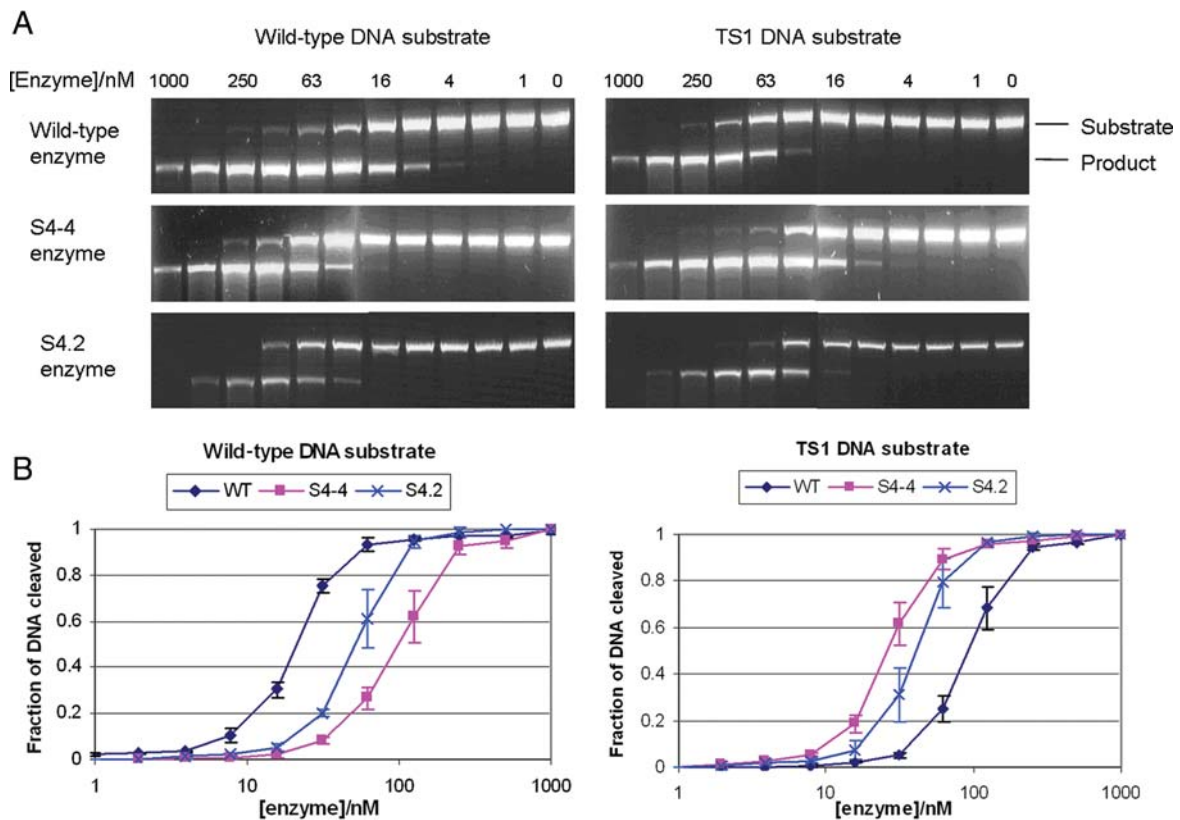 A
Wild-type DNA substrate
TS1 DNA substrate
[Enzyme]/nM 1000 250 63 16 4 1 0 1000 250 63 16 4 1 0
Wild-type
enzyme
Substrate
Product
S4-4
enzyme
S4.2
enzyme
B
Wild-type DNA substrate
WT S4-4 S4.2
Fraction of DNA cleaved
1
0.8
0.6
0.4
0.2
0
1 10 100 1000
[enzyme]/nM
TS1 DNA substrate
WT S4-4 S4.2
Fraction of DNA cleaved
1
0.8
0.6
0.4
0.2
0
1 10 100 1000
[enzyme]/nM